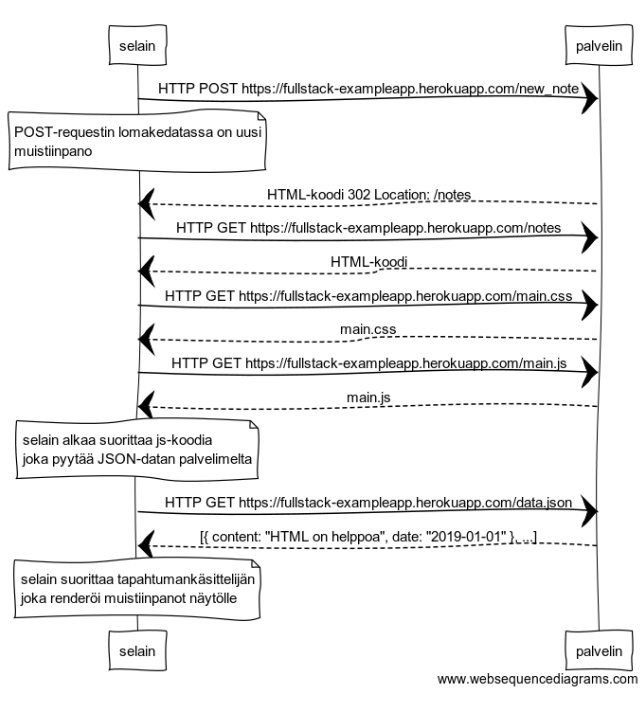 selain
palvelin
HTTP POST https://fullstack-exampleapp.herokuapp.com/new_note
POST-requestin lomakedatassa on uusi
muistiinpano
HTML-koodi 302 Location: /notes
HTTP GET https://fullstack-exampleapp.herokuapp.com/notes
HTML-koodi
HTTP GET https://fullstack-exampleapp.herokuapp.com/main.css
main.css
HTTP GET https://fullstack-exampleapp.herokuapp.com/main.js
main.js
selain alkaa suorittaa js-koodia
joka pyytää JSON-datan palvelimelta
HTTP GET https://fullstack-exampleapp.herokuapp.com/data.json
[{ content: "HTML on helppoa", date: "2019-01-01" }, ...]
selain suorittaa tapahtumankäsittelijän
joka renderöi muistiinpanot näytölle
selain
palvelin
www.websequencediagrams.com